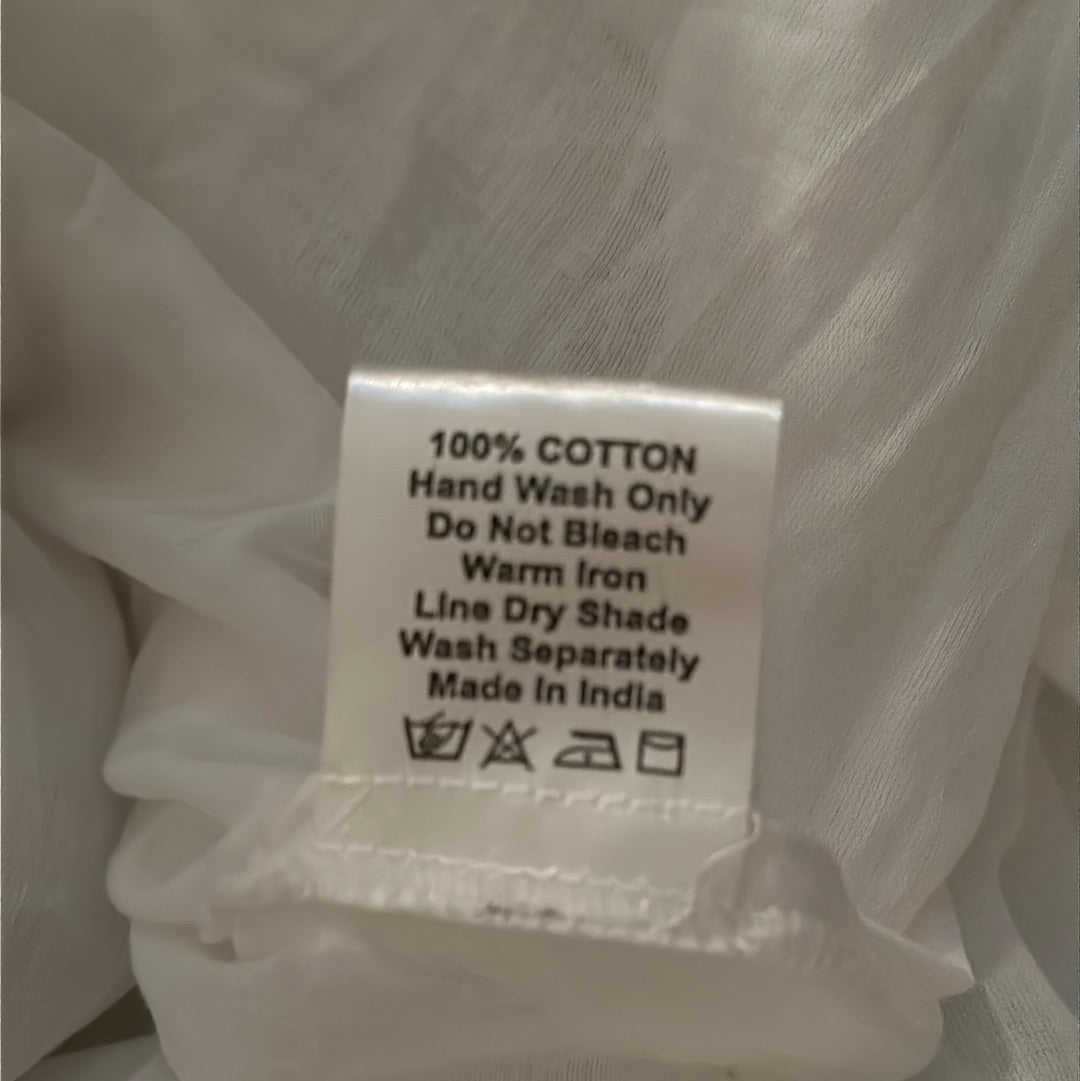 100% COTTON
Hand Wash Only
Do Not Bleach
Warm Iron
Line Dry Shade
Wash Separately
Made In India